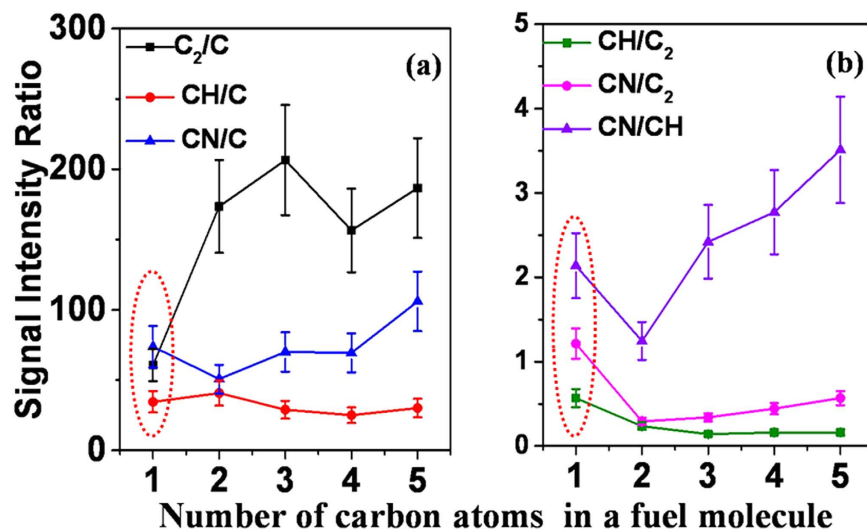 300
200
100
0
C₂/C
CH/C
CN/C
(a)
1 2 3 4 5
Signal Intensity Ratio
5
4
3
2
1
0
CH/C₂
CN/C₂
CN/CH
(b)
1 2 3 4 5
Number of carbon atoms in a fuel molecule